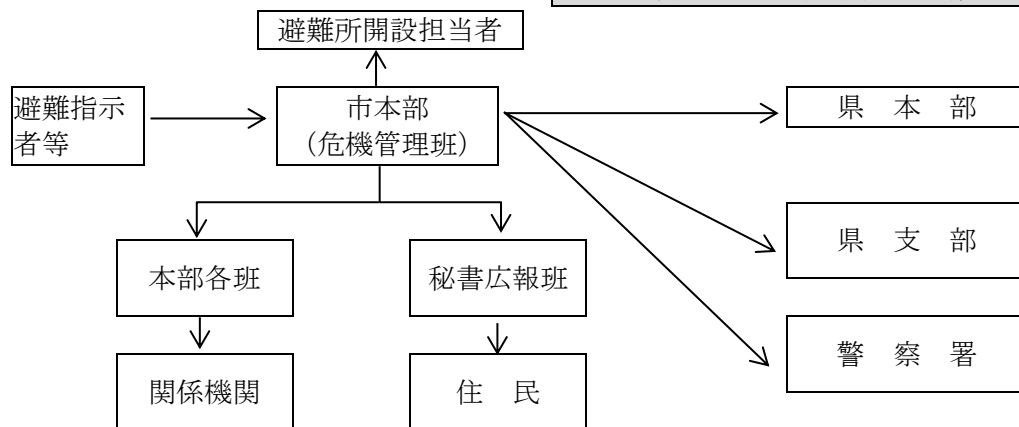 避難所開設担当者
避難指示
者等
市本部
（危機管理班）
県　本　部
県　支　部
本部各班
秘書広報班
警　察　署
関係機関
住　民